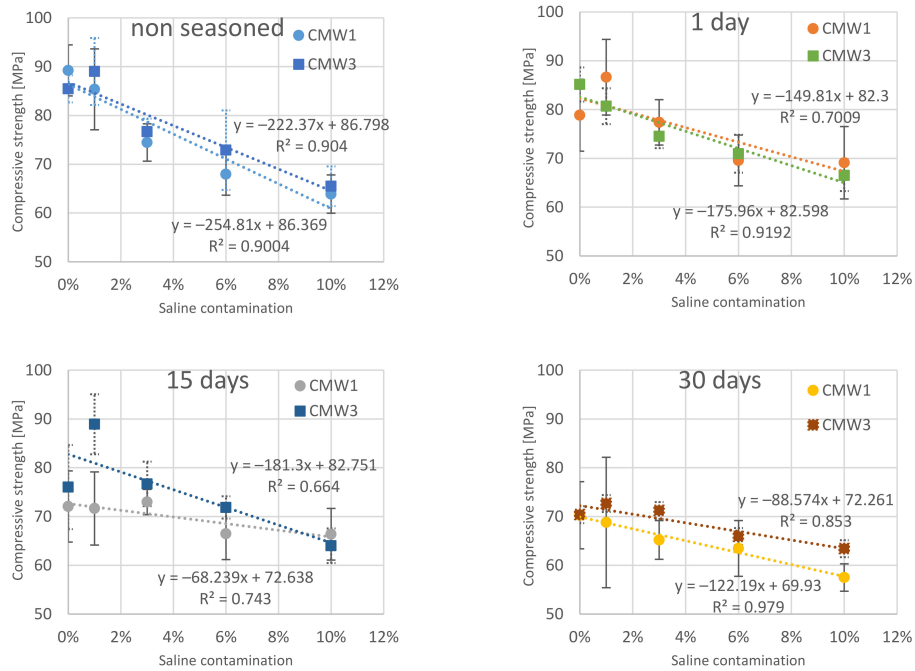 non seasoned
CMW1
CMW3
Compressive strength [MPa]
100
90
80
70
60
50
y = −222.37x + 86.798
R² = 0.904
y = −254.81x + 86.369
R² = 0.9004
0% 2% 4% 6% 8% 10% 12%
Saline contamination
1 day
CMW1
CMW3
Compressive strength [MPa]
100
90
80
70
60
50
y = −149.81x + 82.3
R² = 0.7009
y = −175.96x + 82.598
R² = 0.9192
0% 2% 4% 6% 8% 10% 12%
Saline contamination
15 days
CMW1
CMW3
Compressive strength [MPa]
100
90
80
70
60
50
y = −181.3x + 82.751
R² = 0.664
y = −68.239x + 72.638
R² = 0.743
0% 2% 4% 6% 8% 10% 12%
Saline contamination
30 days
CMW1
CMW3
Compressive strength [MPa]
100
90
80
70
60
50
y = −88.574x + 72.261
R² = 0.853
y = −122.19x + 69.93
R² = 0.979
0% 2% 4% 6% 8% 10% 12%
Saline contamination